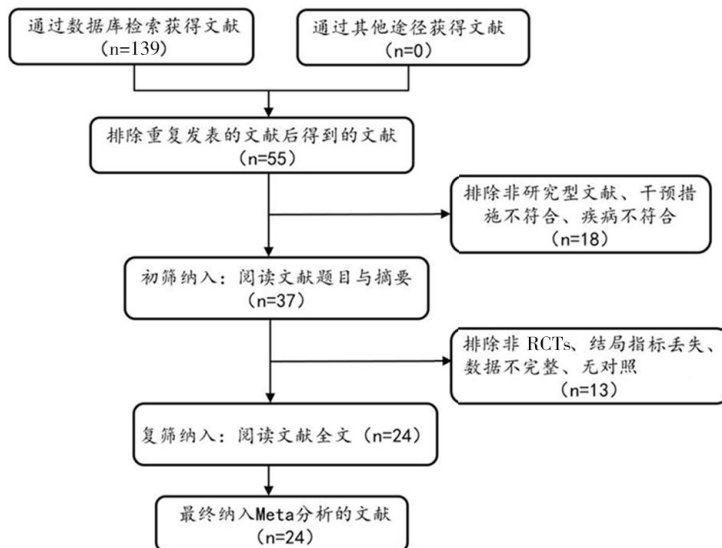 通过数据库检索获得文献
（n=139）
通过其他途径获得文献
（n=0）
排除重复发表的文献后得到的文献
（n=55）
排除非研究型文献、干预措
施不符合、疾病不符合
（n=18）
初筛纳入：阅读文献题目与摘要
（n=37）
排除非 RCTs、结局指标丢失、
数据不完整、无对照
（n=13）
复筛纳入：阅读文献全文（n=24）
最终纳入Meta分析的文献
（n=24）